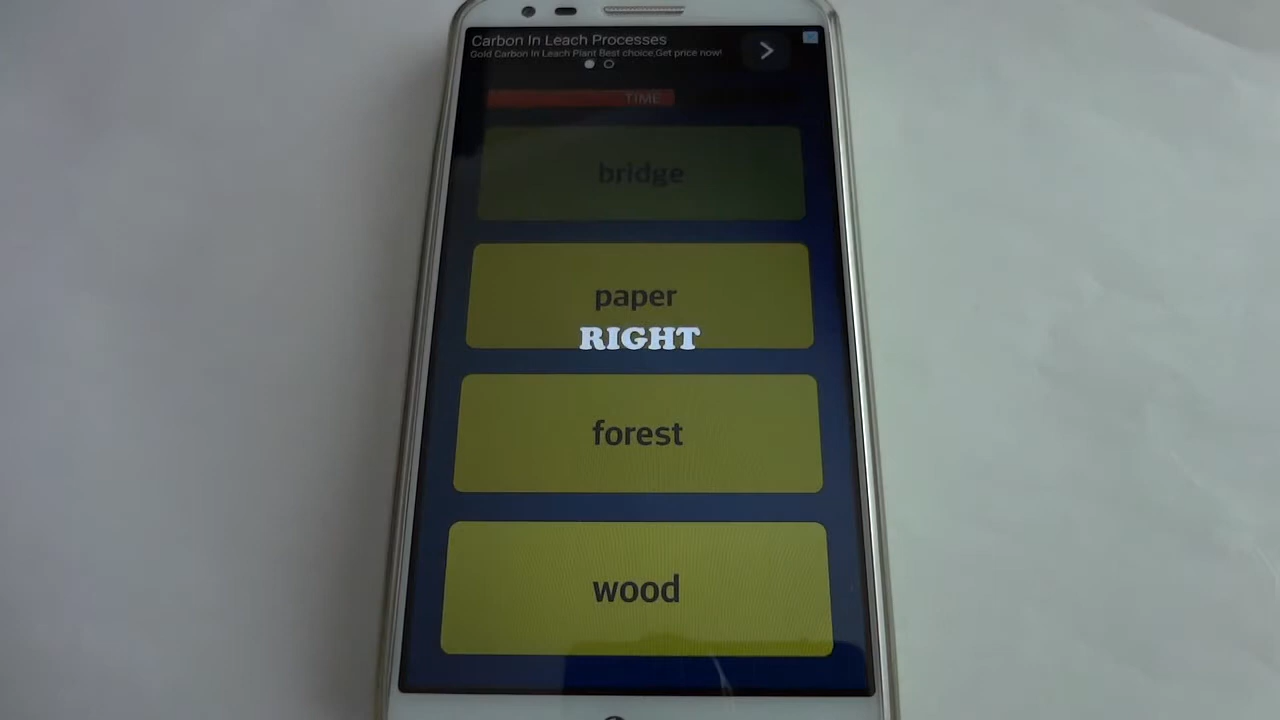 Carbon In Leach Processes
Gold Carbon In Leach Plant Best choice,Get price now!
TIME
bridge
paper
RIGHT
forest
wood